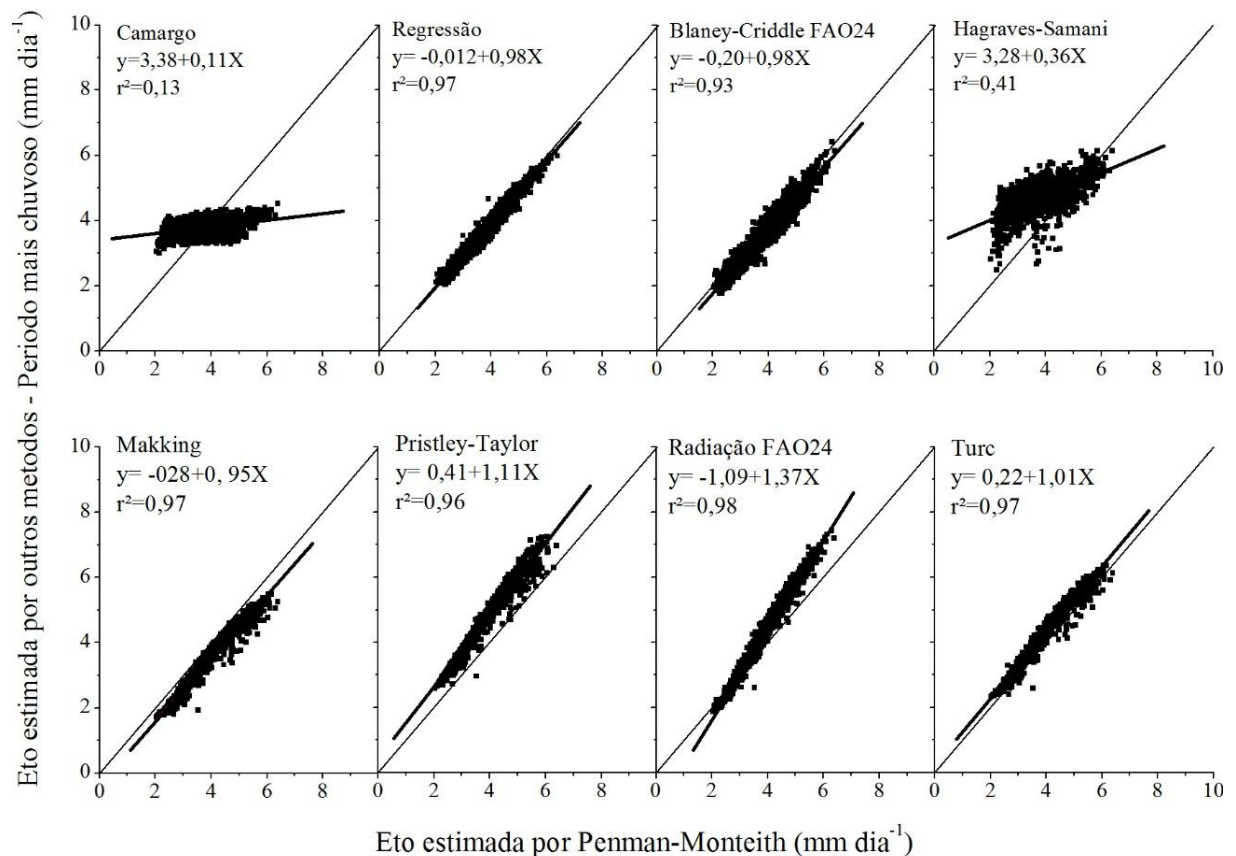 Eto estimada por outros metodos - Periodo mais chuvoso (mm dia⁻¹)
10
8
6
4
2
0
Camargo
y=3,38+0,11X
r²=0,13
0 2 4 6 8
Regressão
y= -0,012+0,98X
r²=0,97
0 2 4 6 8
Blaney-Criddle FAO24
y= -0,20+0,98X
r²=0,93
0 2 4 6 8
Hagraves-Samani
y= 3,28+0,36X
r²=0,41
0 2 4 6 8 10
10
8
6
4
2
0
Makking
y= -028+0, 95X
r²=0,97
0 2 4 6 8
Pristley-Taylor
y= 0,41+1,11X
r²=0,96
0 2 4 6 8
Radiação FAO24
y= -1,09+1,37X
r²=0,98
0 2 4 6 8
Turc
y= 0,22+1,01X
r²=0,97
0 2 4 6 8 10
Eto estimada por Penman-Monteith (mm dia⁻¹)